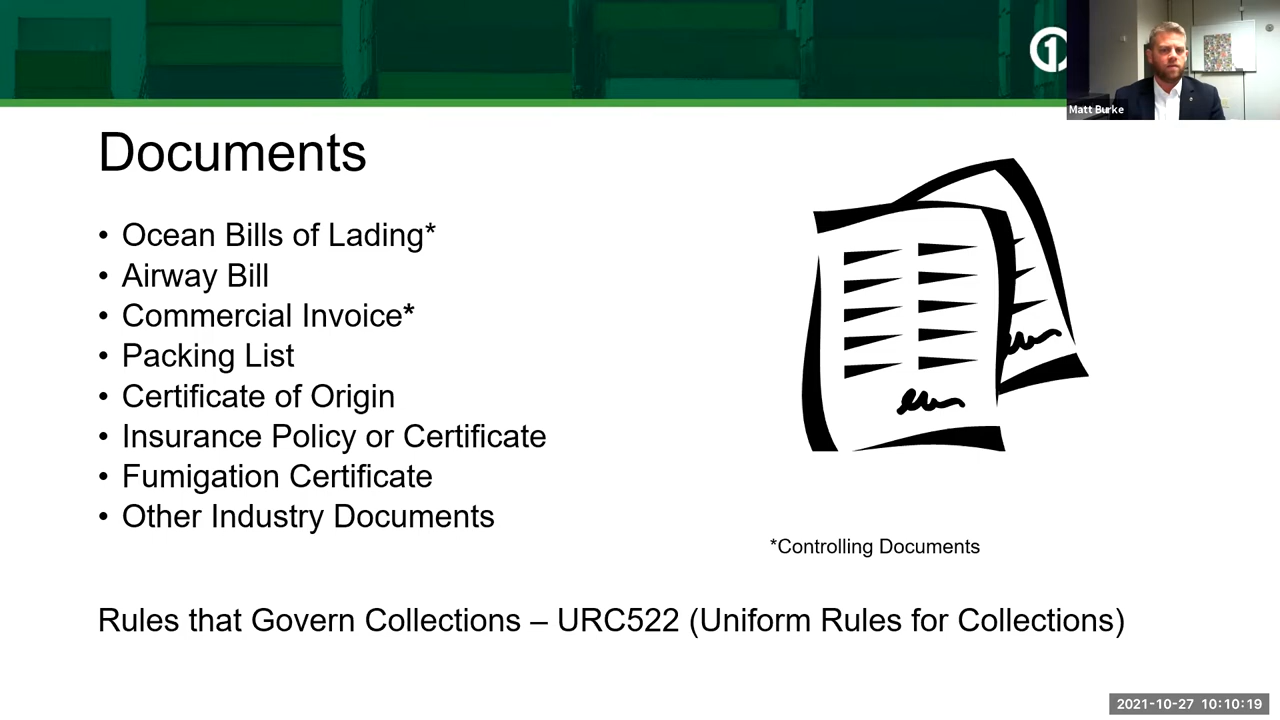 1
Matt Burke
Documents
• Ocean Bills of Lading*
• Airway Bill
• Commercial Invoice*
• Packing List
• Certificate of Origin
• Insurance Policy or Certificate
• Fumigation Certificate
• Other Industry Documents
*Controlling Documents
Rules that Govern Collections – URC522 (Uniform Rules for Collections)
2021-10-27 10:10:19